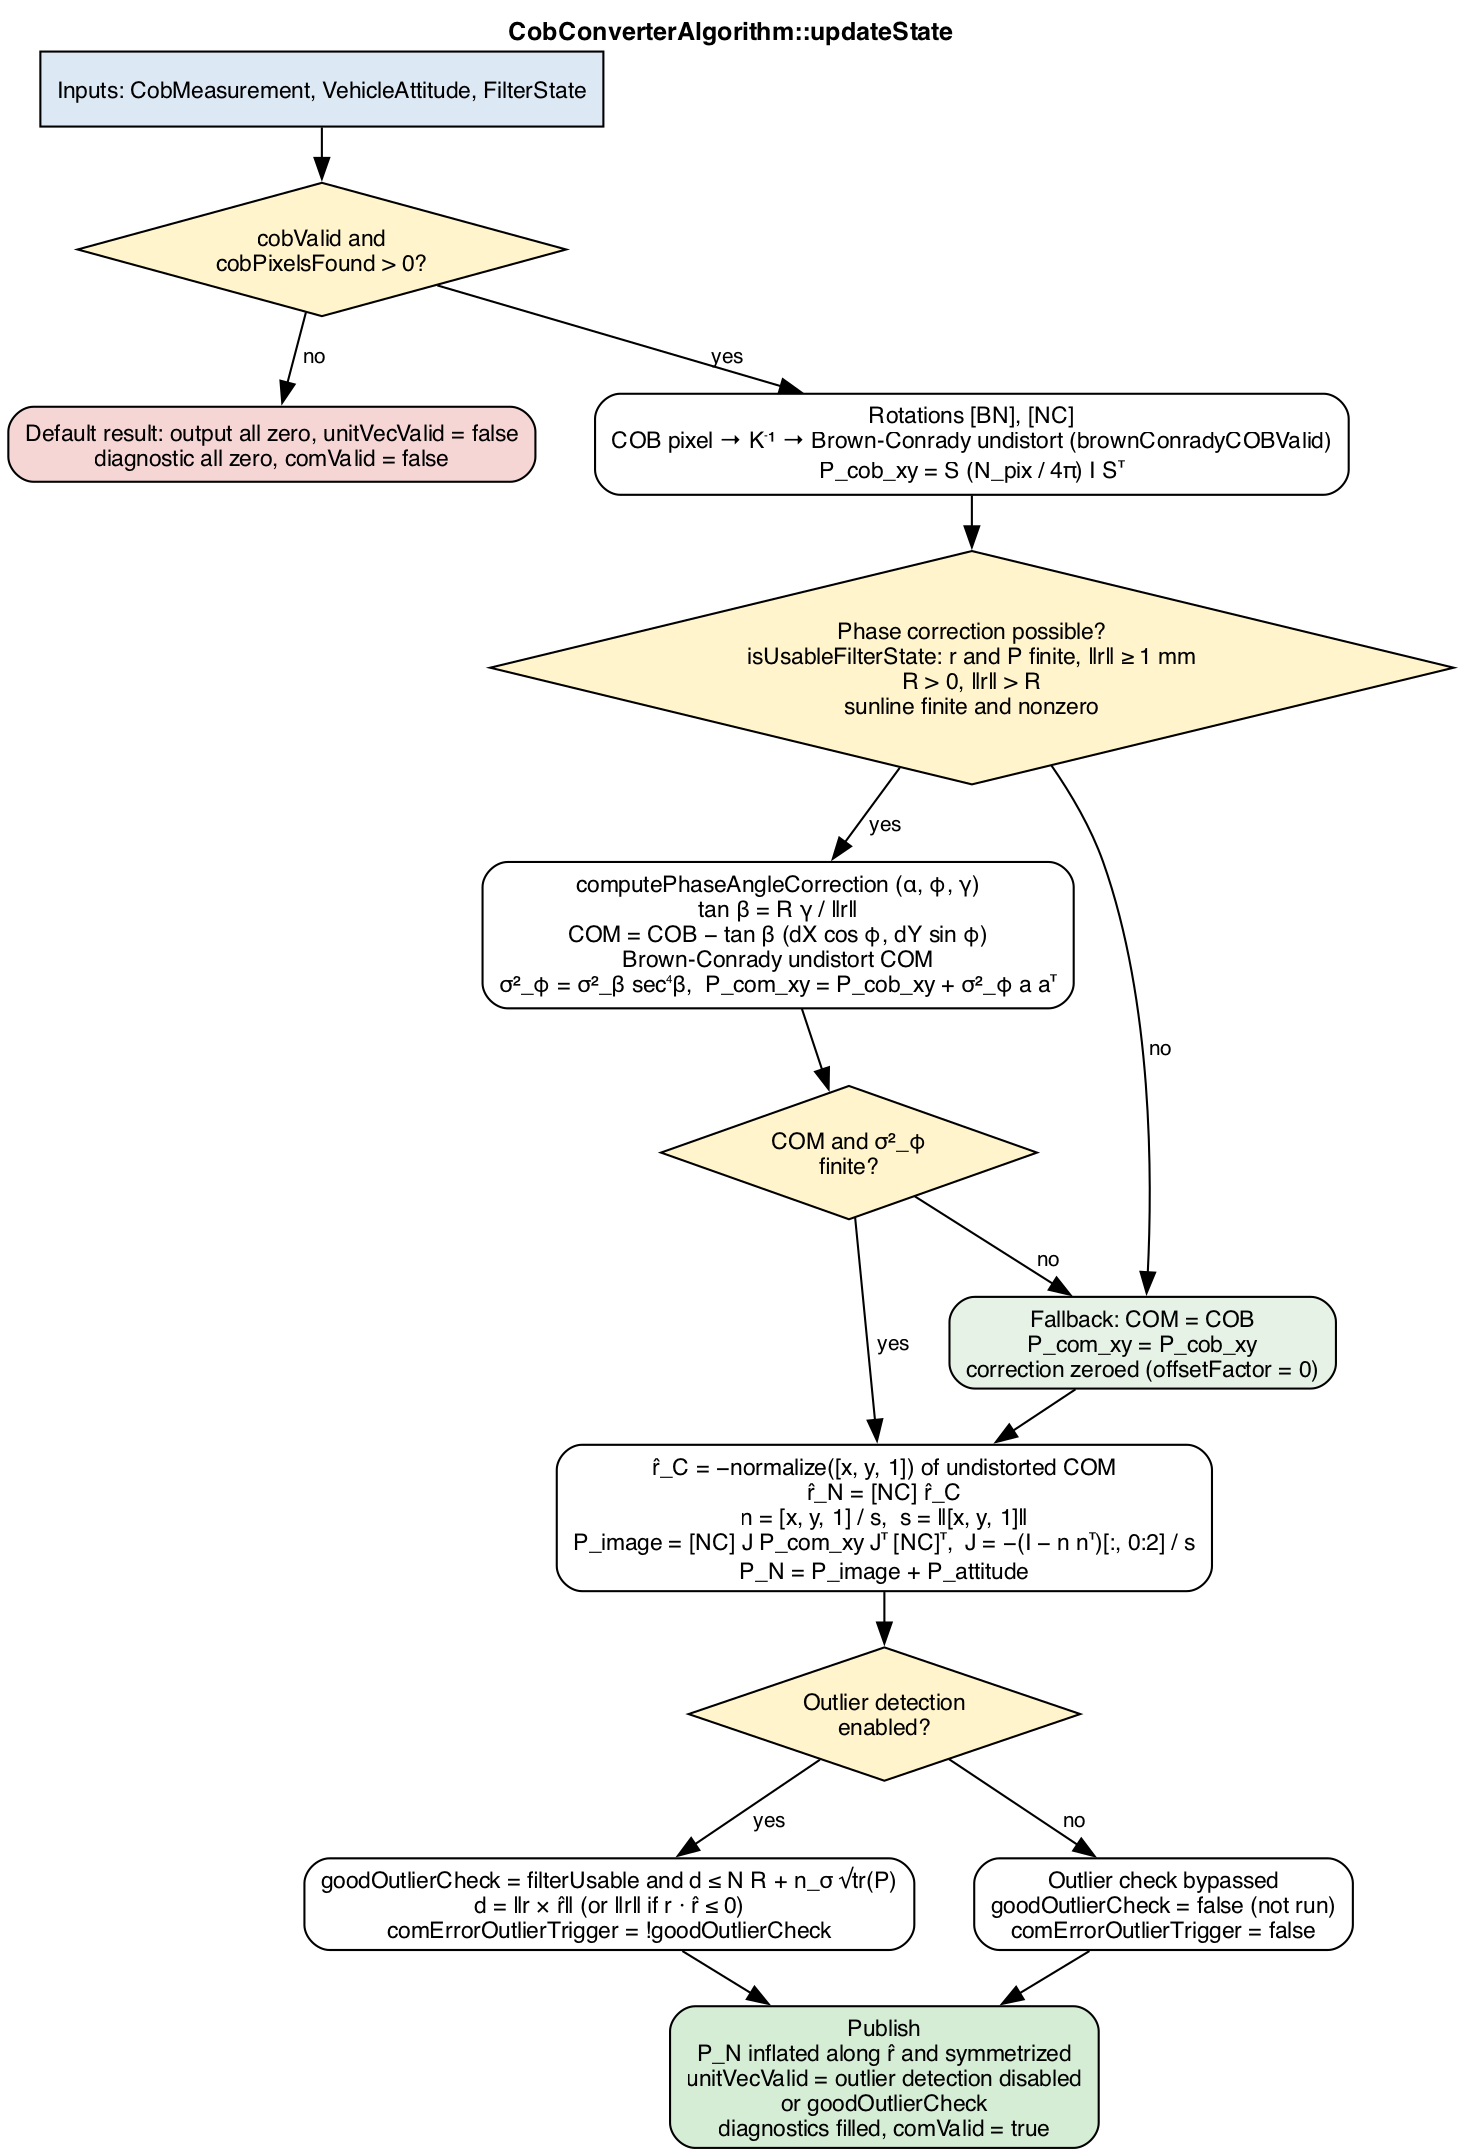 CobConverterAlgorithm::updateState
Inputs: CobMeasurement, VehicleAttitude, FilterState
cobValid and
cobPixelsFound > 0?
no
yes
Default result: output all zero, unitVecValid = false
diagnostic all zero, comValid = false
Rotations [BN], [NC]
COB pixel → K⁻¹ → Brown-Conrady undistort (brownConradyCOBValid)
P_cob_xy = S (N_pix / 4π) I Sᵀ
Phase correction possible?
isUsableFilterState: r and P finite, ‖r‖ ≥ 1 mm
R > 0, ‖r‖ > R
sunline finite and nonzero
yes
no
computePhaseAngleCorrection (α, φ, γ)
tan β = R γ / ‖r‖
COM = COB − tan β (dX cos φ, dY sin φ)
Brown-Conrady undistort COM
σ²_φ = σ²_β sec⁴β, P_com_xy = P_cob_xy + σ²_φ a aᵀ
COM and σ²_φ
finite?
no
yes
Fallback: COM = COB
P_com_xy = P_cob_xy
correction zeroed (offsetFactor = 0)
r̂_C = −normalize([x, y, 1]) of undistorted COM
r̂_N = [NC] r̂_C
n = [x, y, 1] / s, s = ‖[x, y, 1]‖
P_image = [NC] J P_com_xy Jᵀ [NC]ᵀ, J = −(I − n nᵀ)[:, 0:2] / s
P_N = P_image + P_attitude
Outlier detection
enabled?
yes
no
goodOutlierCheck = filterUsable and d ≤ N R + n_σ √tr(P)
d = ‖r × r̂‖ (or ‖r‖ if r · r̂ ≤ 0)
comErrorOutlierTrigger = !goodOutlierCheck
Outlier check bypassed
goodOutlierCheck = false (not run)
comErrorOutlierTrigger = false
Publish
P_N inflated along r̂ and symmetrized
unitVecValid = outlier detection disabled
or goodOutlierCheck
diagnostics filled, comValid = true